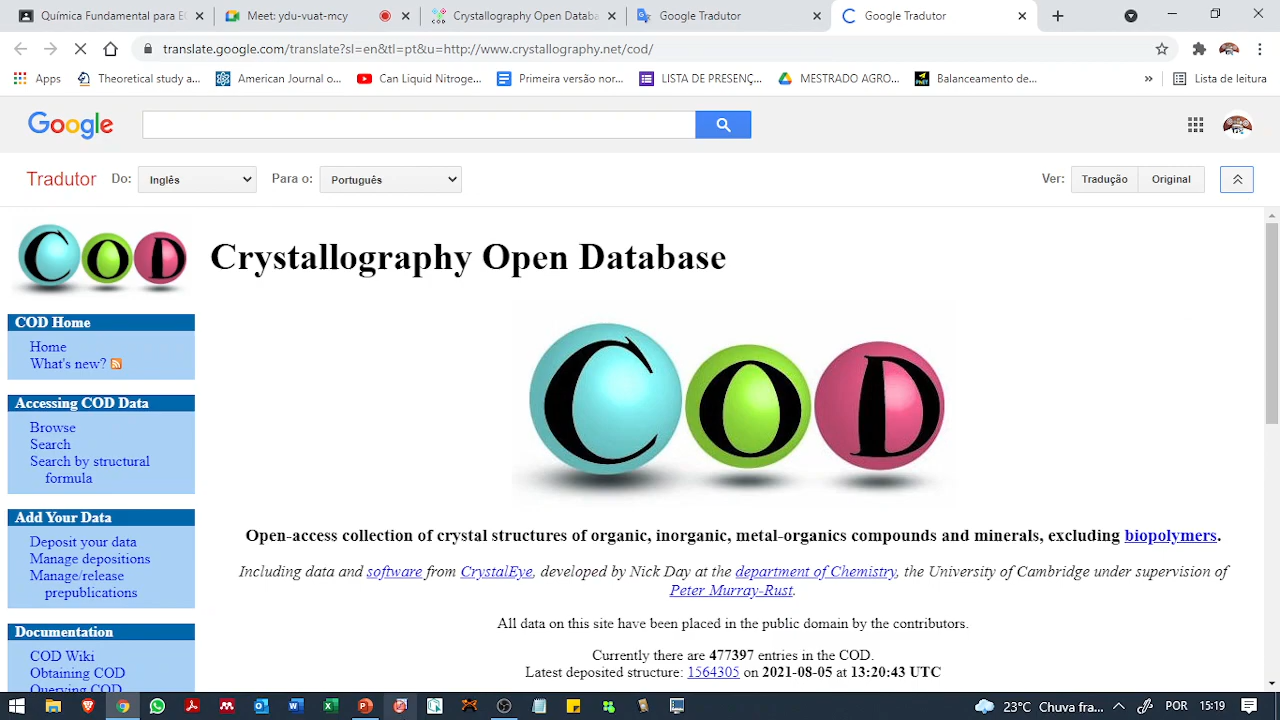 Química Computacional para E(
Meet: ydu-vuat-mcy
Crystallography Open Databa
Google Tradutor
Google Tradutor
translate.google.com/translate?sl=en&tl=pt&u=http://www.crystallography.net/cod/
Apps
Theoretical study a...
American Journal o...
Can Liquid Nitroge...
Primeira versão nor...
LISTA DE PRESENÇ...
MESTRADO AGRO...
Balanceamento de...
»
Lista de leitura
Google
Tradutor
Do:
Inglês
Para o:
Português
Ver:
Tradução
Original
COD
Crystallography Open Database
COD Home
Home
What's new?
Accessing COD Data
Browse
Search
Search by structural
formula
Add Your Data
Deposit your data
Manage depositions
Manage/release
prepublications
Documentation
COD Wiki
Obtaining COD
Querying COD
COD
Open-access collection of crystal structures of organic, inorganic, metal-organics compounds and minerals, excluding biopolymers.
Including data and software from CrystalEye, developed by Nick Day at the department of Chemistry, the University of Cambridge under supervision of
Peter Murray-Rust.
All data on this site have been placed in the public domain by the contributors.
Currently there are 477397 entries in the COD.
Latest deposited structure: 1564305 on 2021-08-05 at 13:20:43 UTC
23°C Chuva fra...
POR
15:19